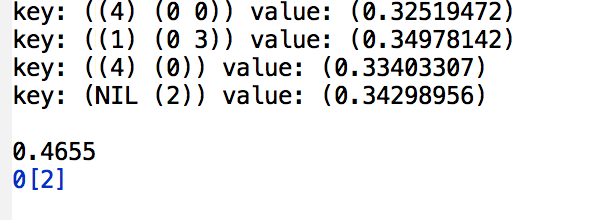 key: ((4) (0 0)) value: (0.32519472)
key: ((1) (0 3)) value: (0.34978142)
key: ((4) (0)) value: (0.33403307)
key: (NIL (2)) value: (0.34298956)
0.4655
0[2]